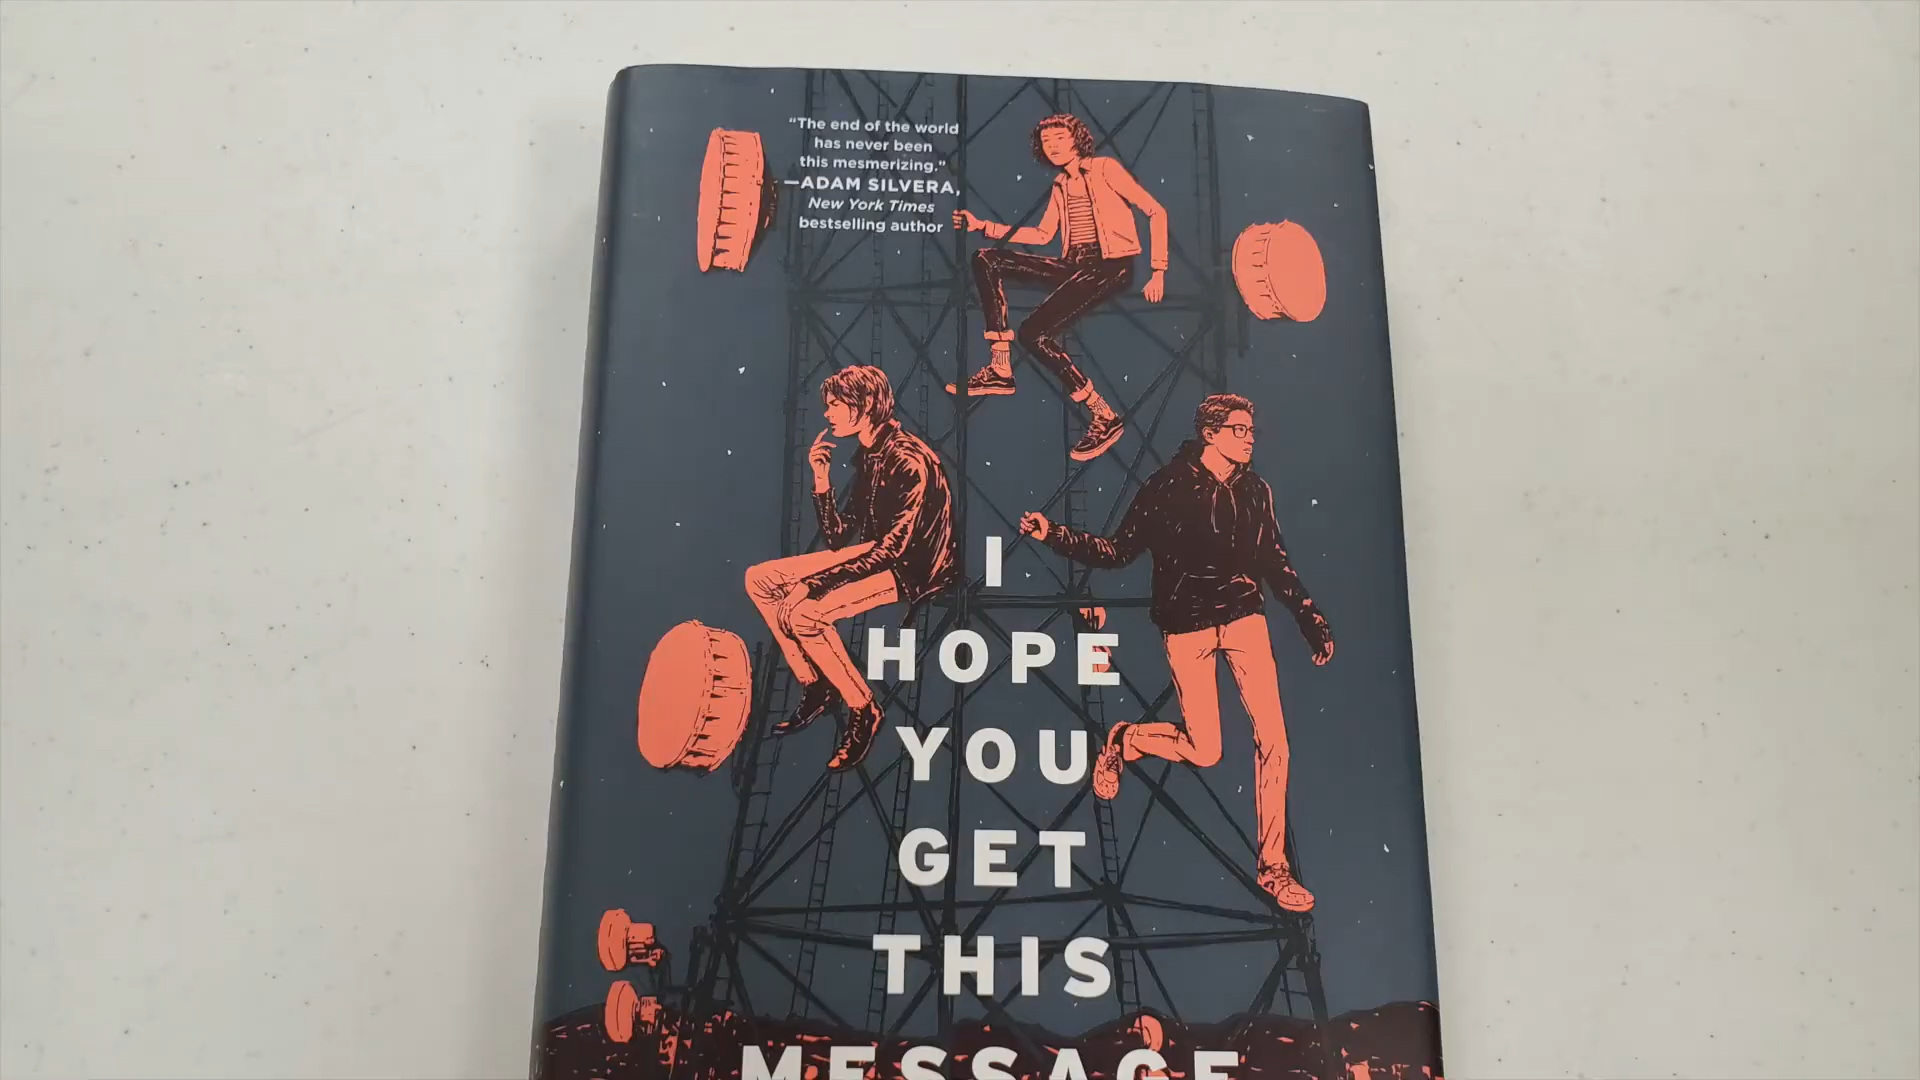 “The end of the world
has never been
this mesmerizing.”
—ADAM SILVERA,
New York Times
bestselling author
I
HOPE
YOU
GET
THIS
MESSAGE